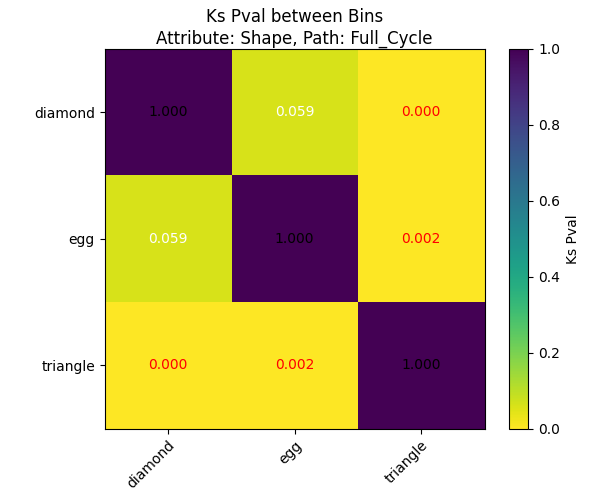 Ks Pval between Bins
Attribute: Shape, Path: Full_Cycle
diamond
1.000
0.059
0.000
egg
0.059
1.000
0.002
triangle
0.000
0.002
1.000
diamond
egg
triangle
1.0
0.8
0.6
0.4
0.2
0.0
Ks Pval